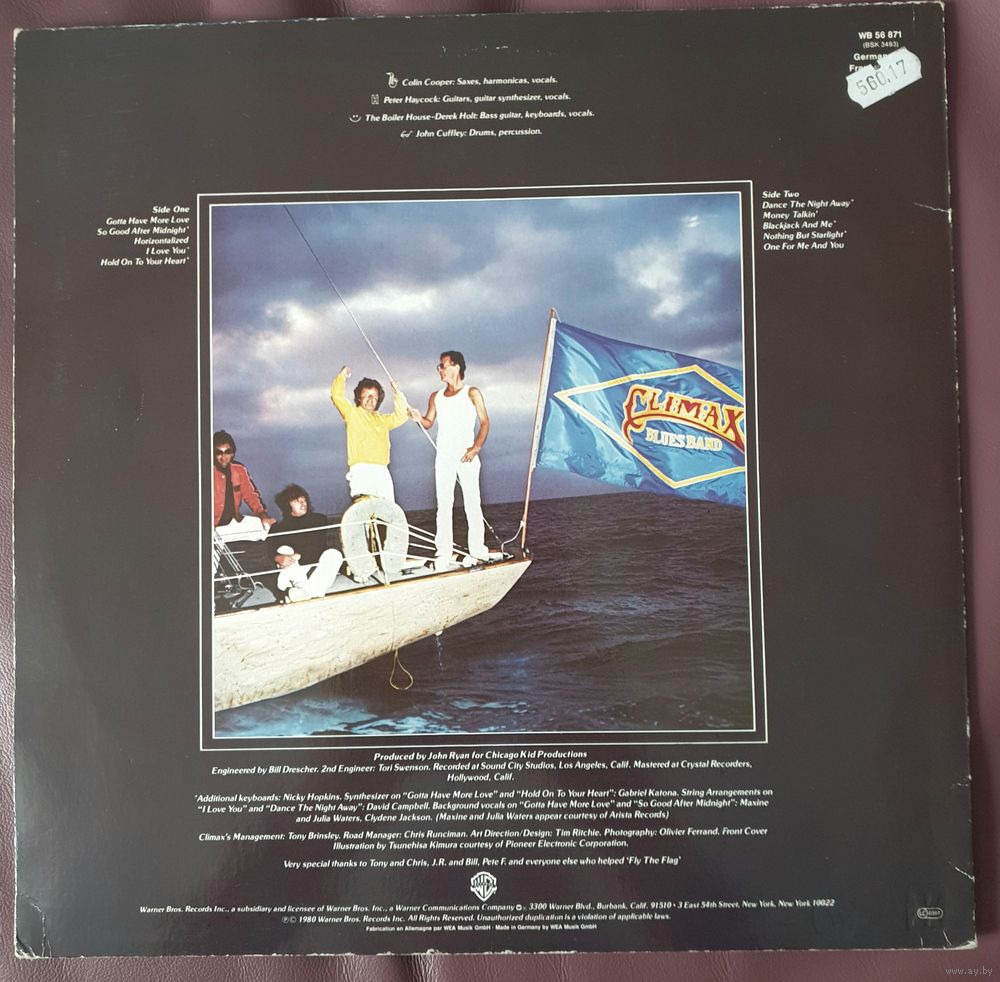 WB 56 871
(BSK 3493)
560,17
Colin Cooper: Saxes, harmonicas, vocals.
Peter Haycock: Guitars, guitar synthesizer, vocals.
The Boiler House-Derek Holt: Bass guitar, keyboards, vocals.
John Cuffley: Drums, percussion.
Side One
Gotta Have More Love
So Good After Midnight*
Horizontalized
I Love You*
Hold On To Your Heart*
Side Two
Dance The Night Away*
Money Talkin'
Blackjack And Me*
Nothing But Starlight*
One For Me And You
CLIMAX
BLUES BAND
Produced by John Ryan for Chicago Kid Productions
Engineered by Bill Drescher. 2nd Engineer: Tori Swenson. Recorded at Sound City Studios, Los Angeles, Calif. Mastered at Crystal Recorders,
Hollywood, Calif.
*Additional keyboards: Nicky Hopkins. Synthesizer on "Gotta Have More Love" and "Hold On To Your Heart": Gabriel Katona. String Arrangements on
"I Love You" and "Dance The Night Away": David Campbell. Background vocals on "Gotta Have More Love" and "So Good After Midnight": Maxine
and Julia Waters, Clydene Jackson. (Maxine and Julia Waters appear courtesy of Arista Records)
Climax's Management: Tony Brinsley. Road Manager: Chris Runciman. Art Direction/Design: Tim Ritchie. Photography: Olivier Ferrand. Front Cover
Illustration by Tsunehisa Kimura courtesy of Pioneer Electronic Corporation.
Very special thanks to Tony and Chris, J.R. and Bill, Pete F. and everyone else who helped 'Fly The Flag'
Warner Bros. Records Inc., a subsidiary and licensee of Warner Bros. Inc., a Warner Communications Company, 3300 Warner Blvd., Burbank, Calif. 91510 • 3 East 54th Street, New York, New York 10022
℗© 1980 Warner Bros. Records Inc. All Rights Reserved. Unauthorized duplication is a violation of applicable laws.
Fabrication en Allemagne par WEA Musik GmbH · Made in Germany by WEA Musik GmbH
www.ay.by